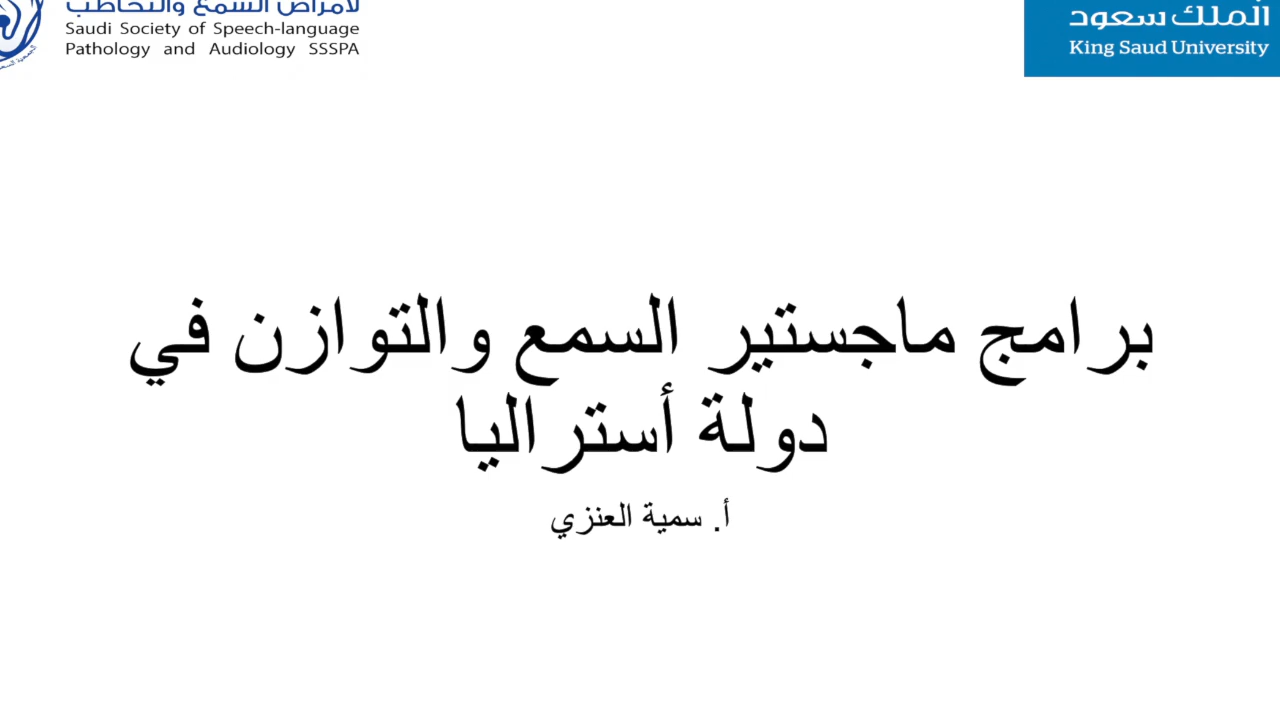 لأمراض السمع والتخاطب
Saudi Society of Speech-language
Pathology and Audiology SSSPA
الملك سعود
King Saud University
برامج ماجستير السمع والتوازن في
دولة أستراليا
أ. سمية العنزي